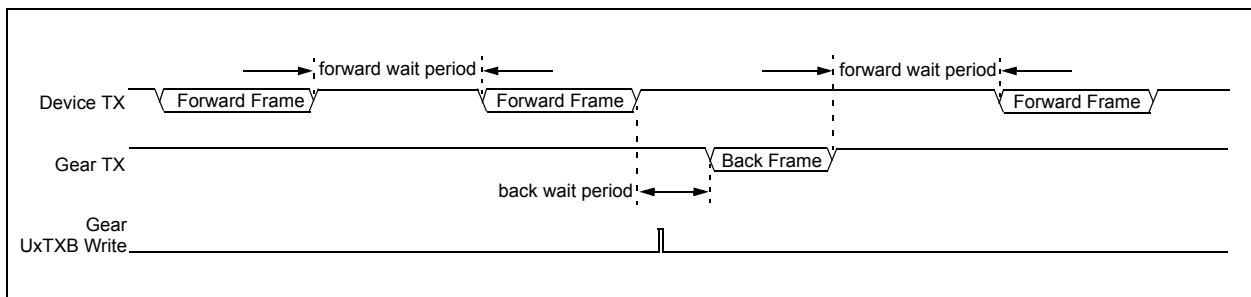 forward wait period
forward wait period
Device TX
Forward Frame
Forward Frame
Forward Frame
Gear TX
Back Frame
back wait period
Gear
UxTXB Write